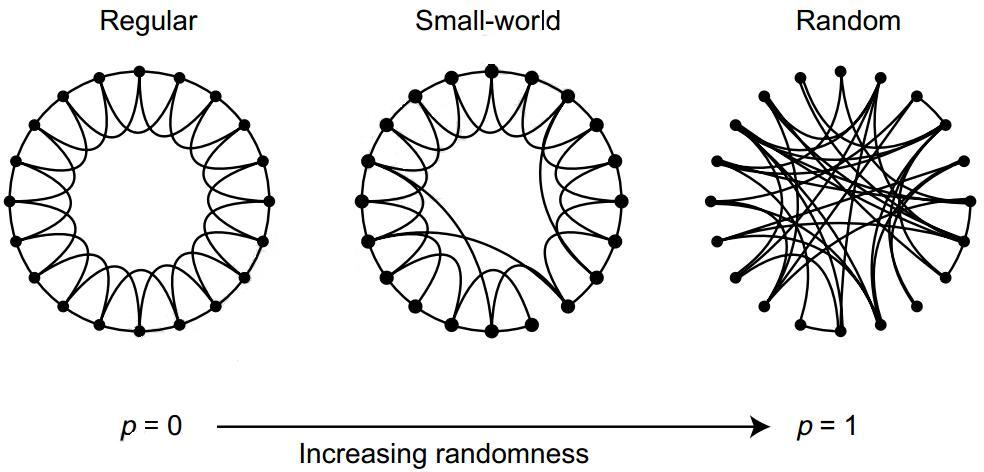 Regular
Small-world
Random
p = 0
p = 1
Increasing randomness